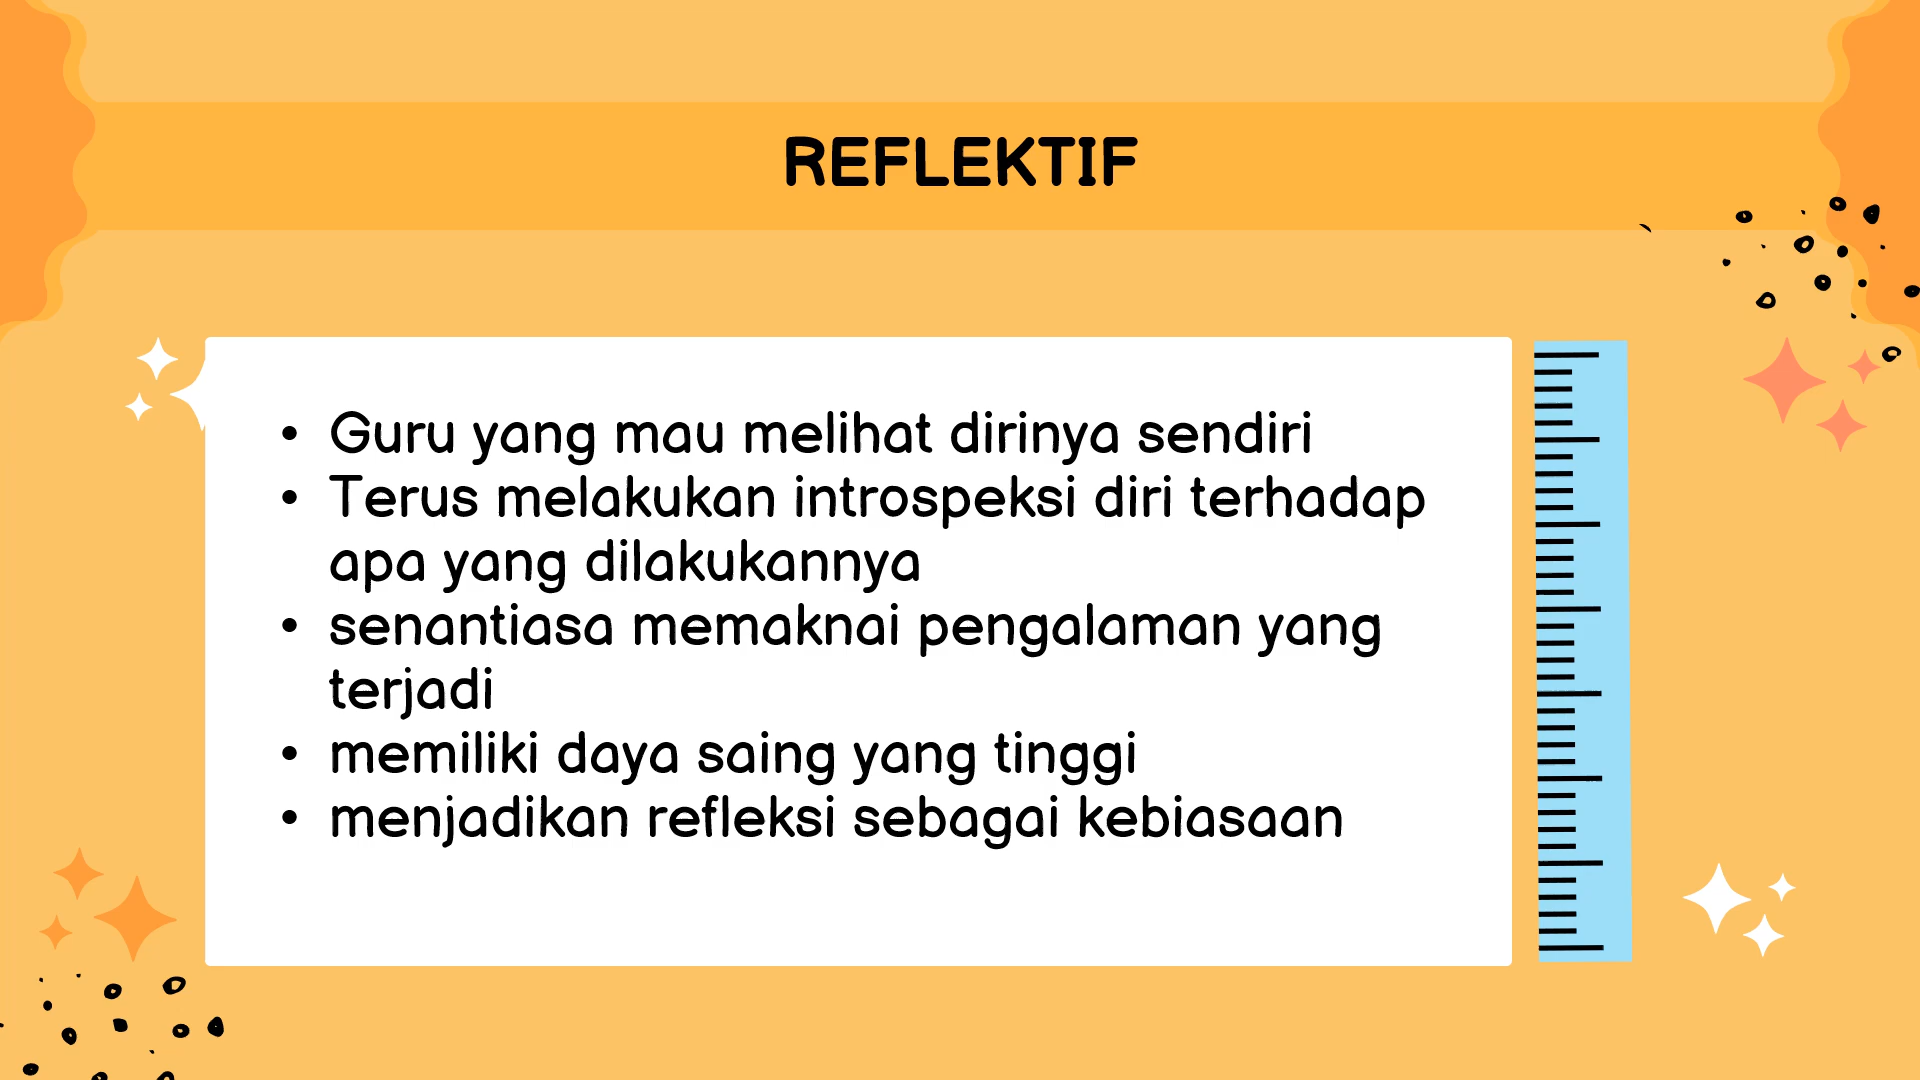 REFLEKTIF
• Guru yang mau melihat dirinya sendiri
• Terus melakukan introspeksi diri terhadap
apa yang dilakukannya
• senantiasa memaknai pengalaman yang
terjadi
• memiliki daya saing yang tinggi
• menjadikan refleksi sebagai kebiasaan